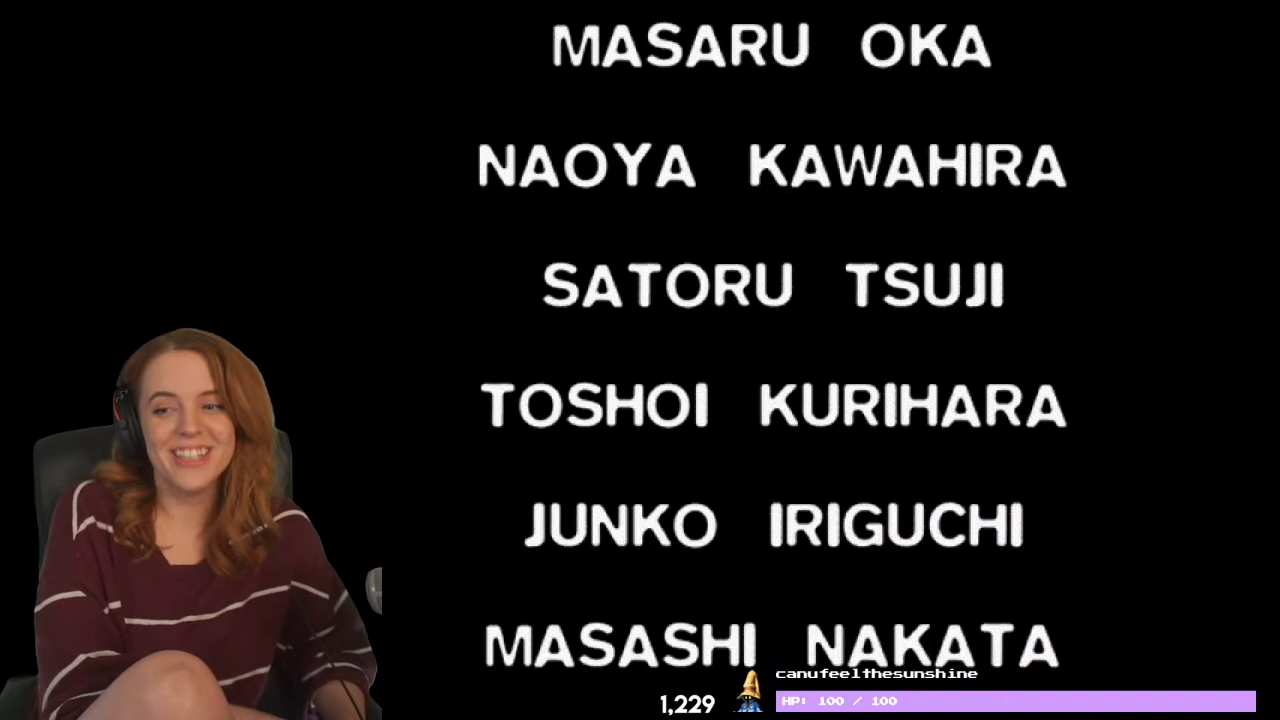 MASARU OKA
NAOYA KAWAHIRA
SATORU TSUJI
TOSHOI KURIHARA
JUNKO IRIGUCHI
MASASHI NAKATA
canufeelthesunshine
1,229
HP: 100 / 100